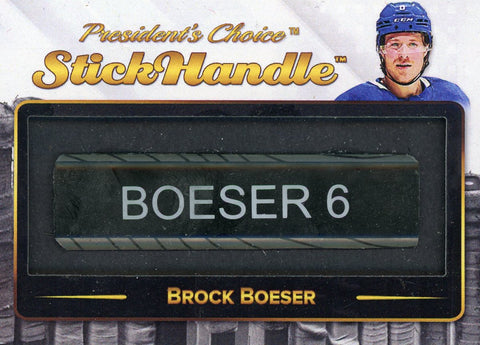 President's Choice™
StickHandle™
BOESER 6
BROCK BOESER